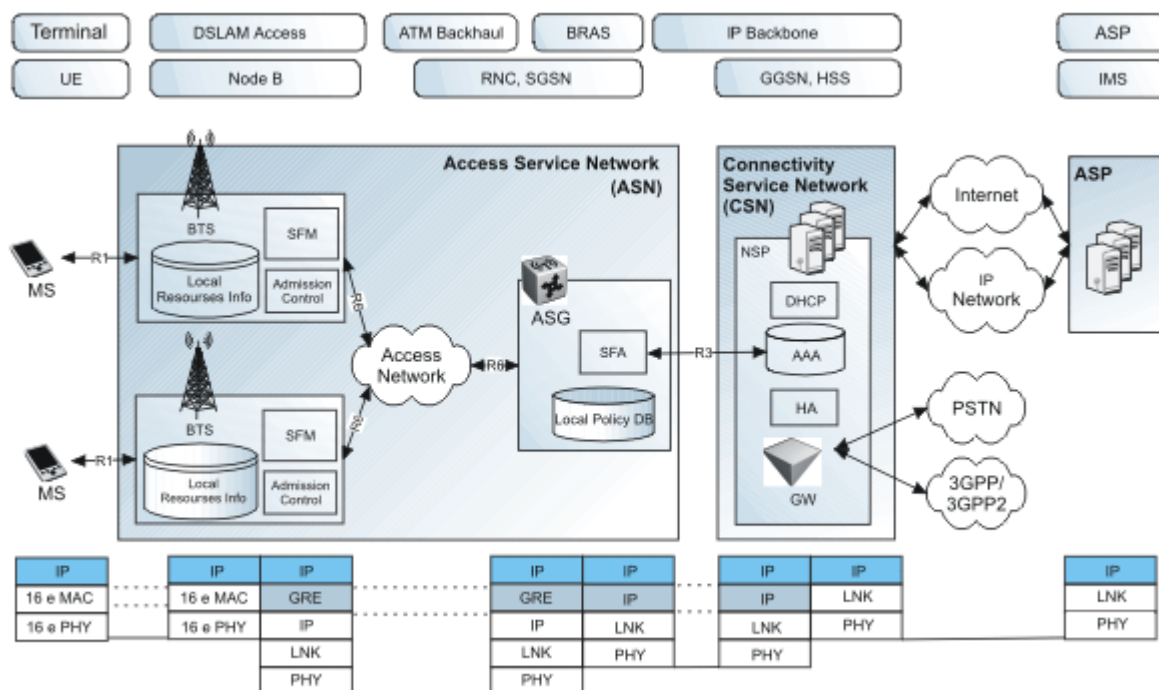 Terminal
DSLAM Access
ATM Backhaul
BRAS
IP Backbone
ASP
UE
Node B
RNC, SGSN
GGSN, HSS
IMS
Access Service Network
(ASN)
Connectivity
Service Network
(CSN)
ASP
BTS
SFM
Local
Resourses Info
Admission
Control
MS
R1
R6
Internet
IP
Network
NSP
DHCP
AAA
HA
GW
ASG
SFA
Local Policy DB
R3
R6
Access
Network
R6
BTS
SFM
Local
Resourses Info
Admission
Control
MS
R1
PSTN
3GPP/
3GPP2
IP
IP
IP
IP
IP
IP
IP
IP
16 e MAC
16 e MAC
GRE
GRE
IP
IP
LNK
LNK
16 e PHY
16 e PHY
IP
IP
LNK
LNK
PHY
PHY
LNK
LNK
PHY
PHY
PHY
PHY